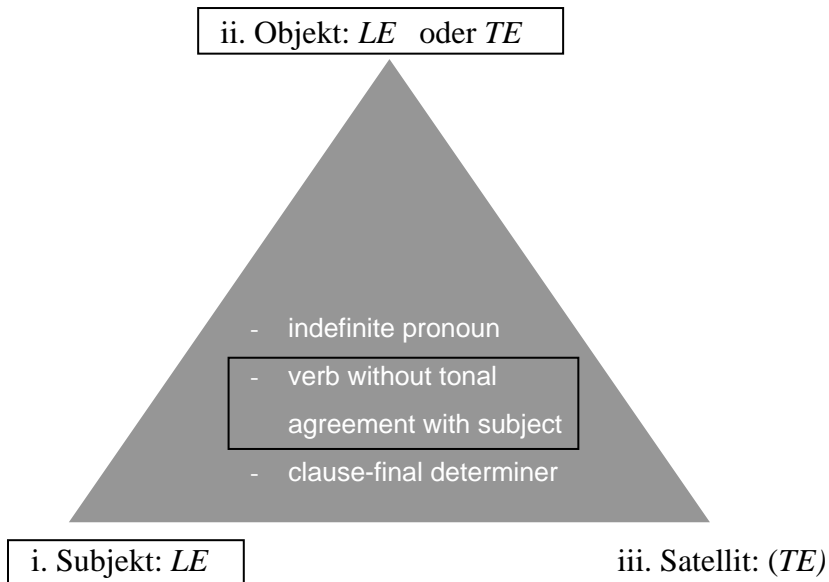 ii. Objekt: LE oder TE
- indefinite pronoun
- verb without tonal
agreement with subject
- clause-final determiner
i. Subjekt: LE
iii. Satellit: (TE)